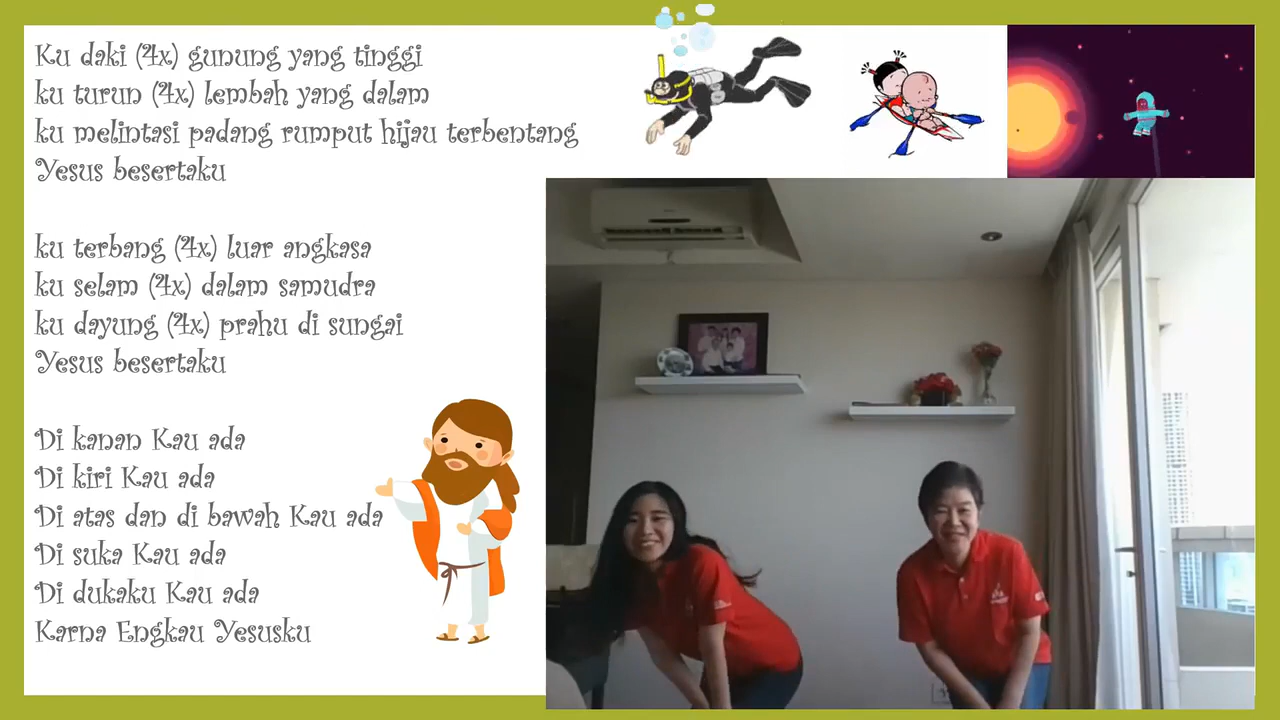 Ku daki (4x) gunung yang tinggi
ku turun (4x) lembah yang dalam
ku melintasi padang rumput hijau terbentang
Yesus besertaku
ku terbang (4x) luar angkasa
ku selam (4x) dalam samudra
ku dayung (4x) prahu di sungai
Yesus besertaku
Di kanan Kau ada
Di kiri Kau ada
Di atas dan di bawah Kau ada
Di suka Kau ada
Di dukaku Kau ada
Karna Engkau Yesusku